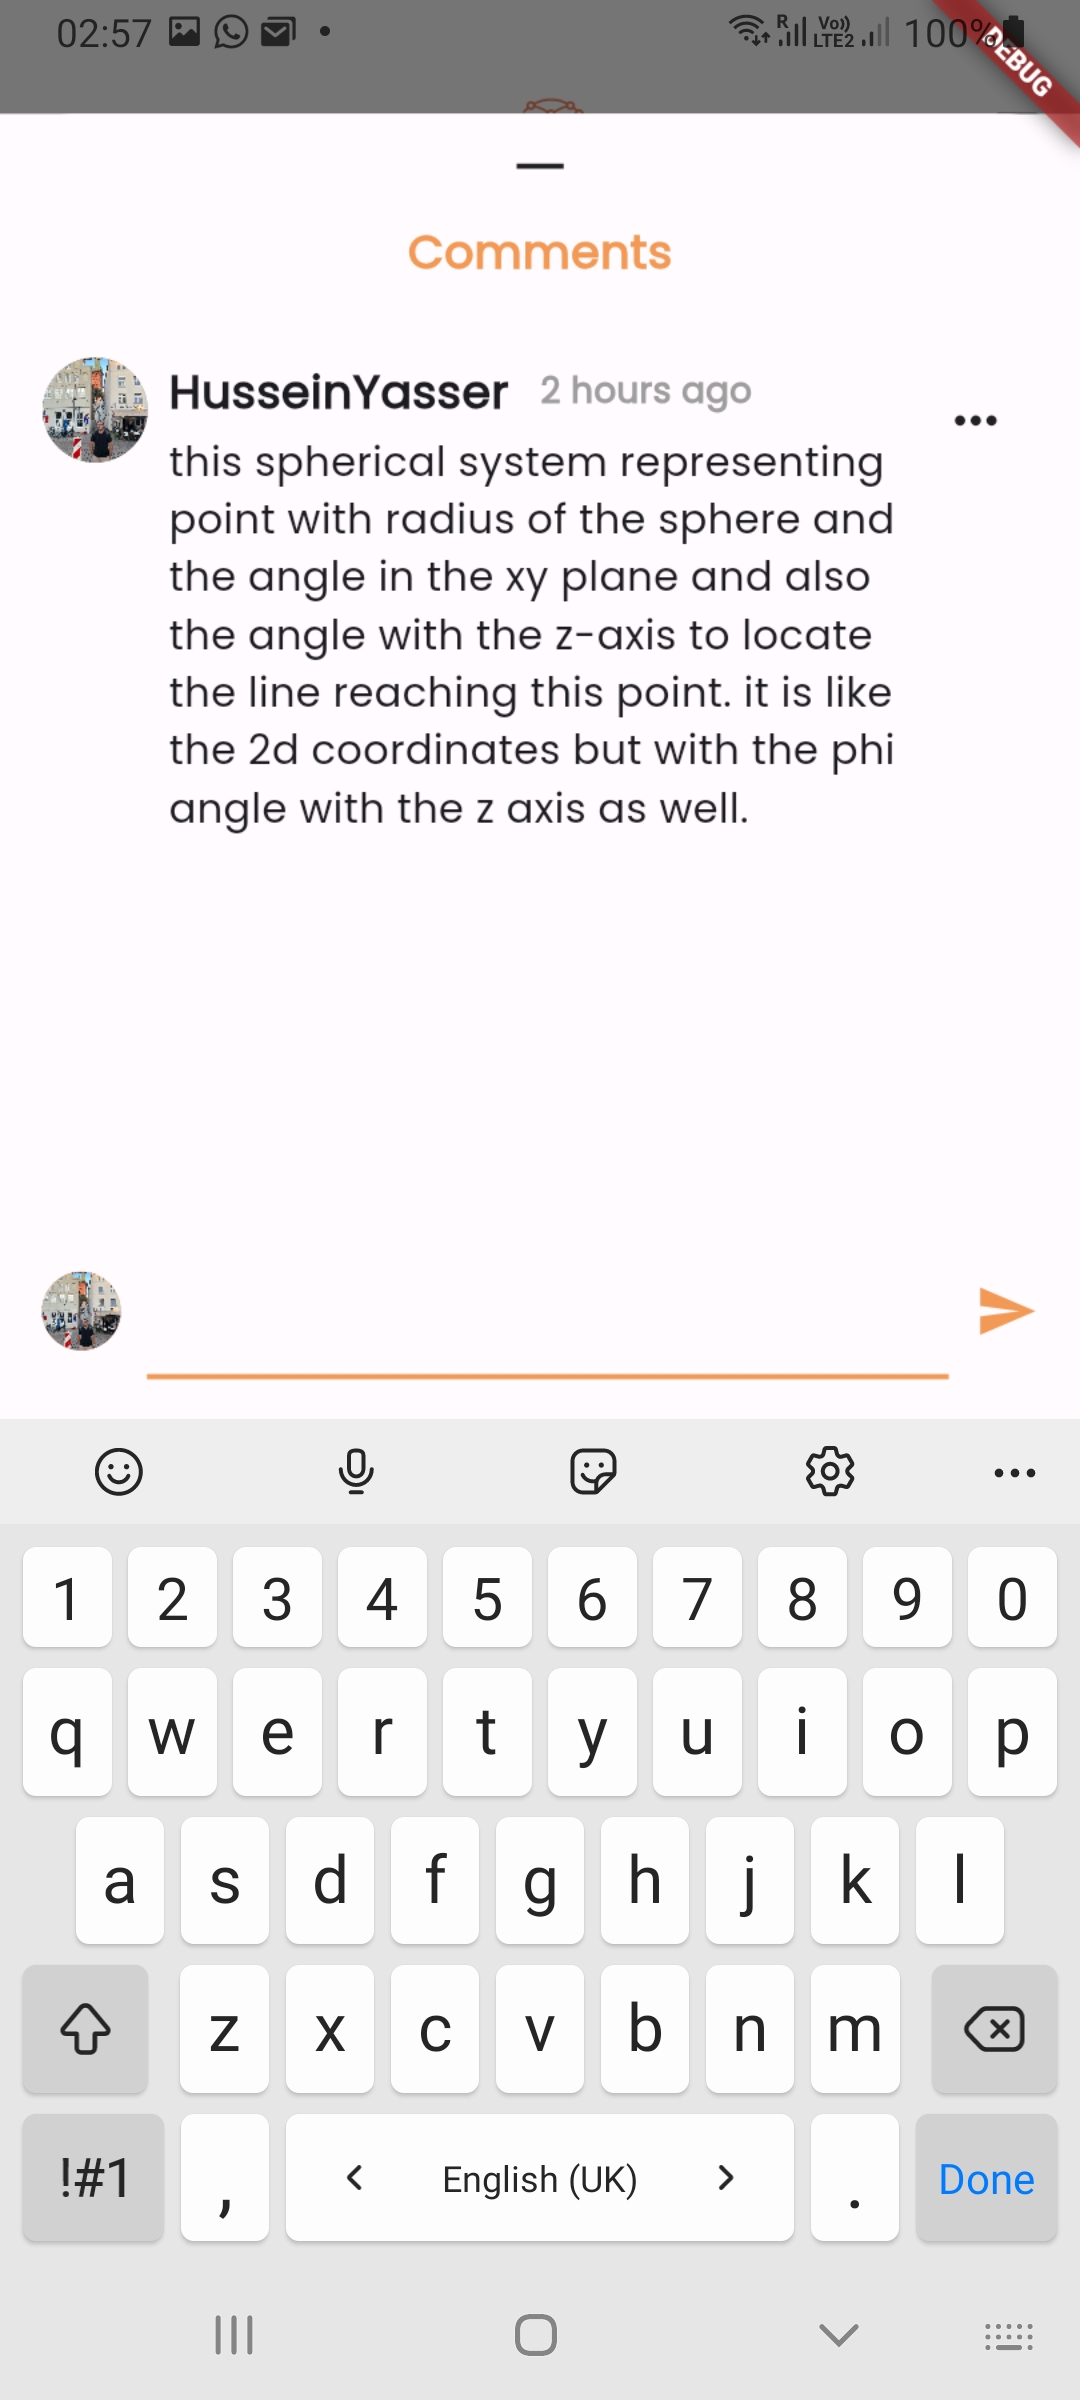 02:57
R
Vo))
LTE2
100%
DEBUG
Comments
HusseinYasser 2 hours ago
this spherical system representing
point with radius of the sphere and
the angle in the xy plane and also
the angle with the z-axis to locate
the line reaching this point. it is like
the 2d coordinates but with the phi
angle with the z axis as well.
1 2 3 4 5 6 7 8 9 0
q w e r t y u i o p
a s d f g h j k l
z x c v b n m
!#1 , < English (UK) > . Done